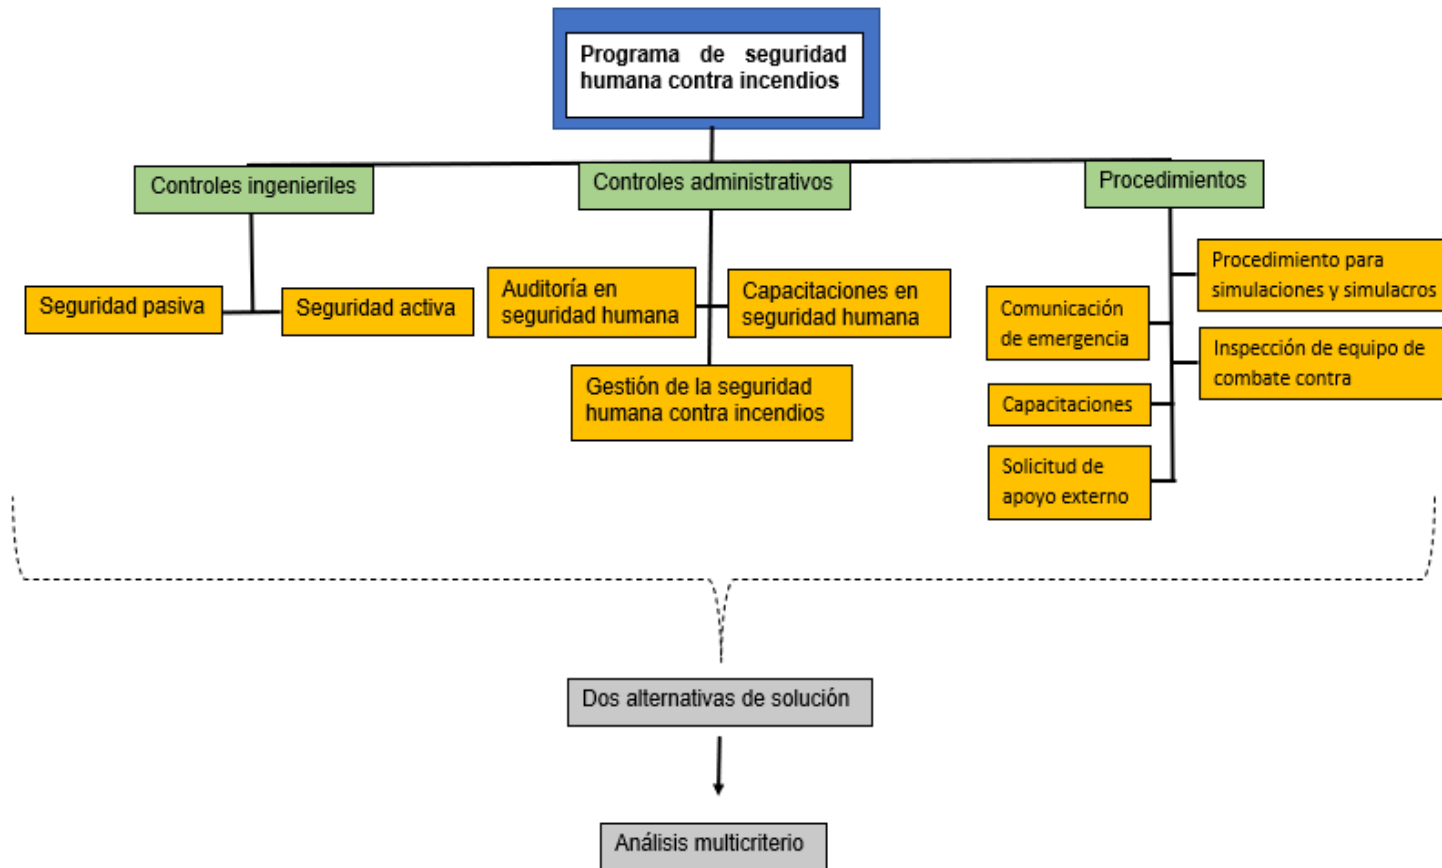 Programa de seguridad
humana contra incendios
Controles ingenieriles
Controles administrativos
Procedimientos
Seguridad pasiva
Seguridad activa
Auditoría en
seguridad humana
Capacitaciones en
seguridad humana
Gestión de la seguridad
humana contra incendios
Comunicación
de emergencia
Capacitaciones
Solicitud de
apoyo externo
Procedimiento para
simulaciones y simulacros
Inspección de equipo de
combate contra
Dos alternativas de solución
Análisis multicriterio